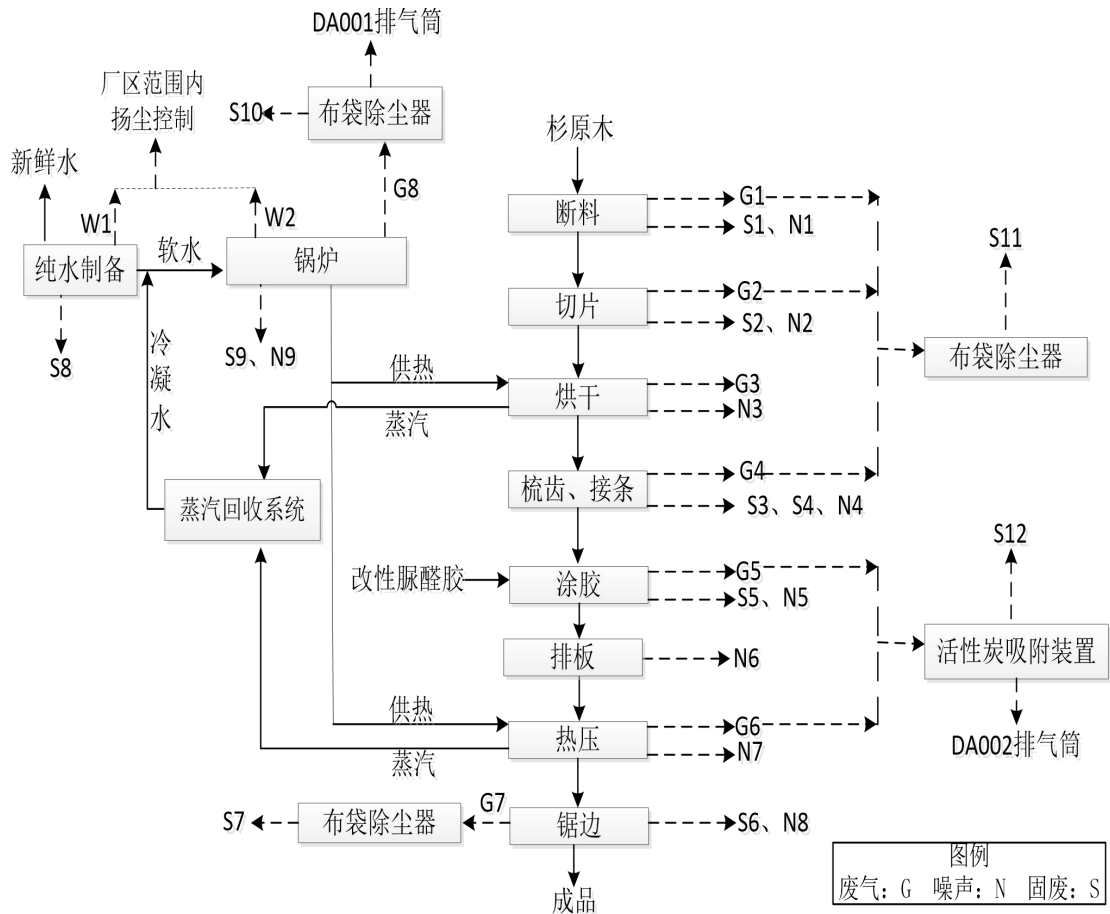 DA001排气筒
厂区范围内
扬尘控制
S10
布袋除尘器
杉原木
新鲜水
G8
W1
W2
断料
G1
S1、N1
纯水制备
软水
锅炉
S11
切片
G2
S2、N2
S8
S9、N9
冷凝水
布袋除尘器
供热
烘干
G3
N3
蒸汽
蒸汽回收系统
梳齿、接条
G4
S3、S4、N4
S12
改性脲醛胶
涂胶
G5
S5、N5
排板
N6
活性炭吸附装置
供热
热压
G6
N7
蒸汽
DA002排气筒
S7
布袋除尘器
G7
锯边
S6、N8
成品
图例
废气：G 噪声：N 固废：S